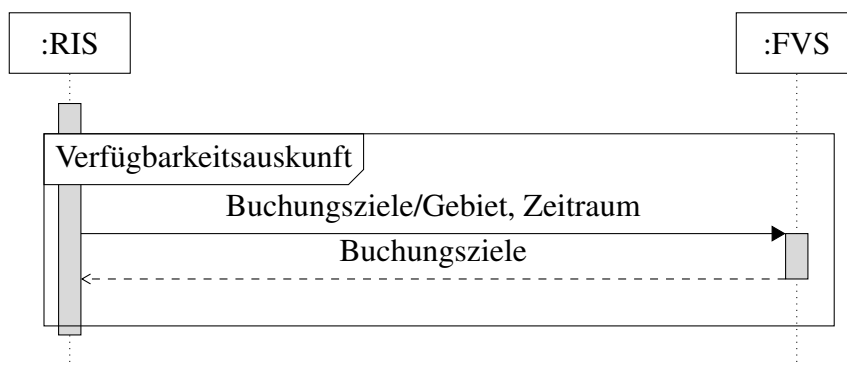 :RIS
:FVS
Verfügbarkeitsauskunft
Buchungsziele/Gebiet, Zeitraum
Buchungsziele